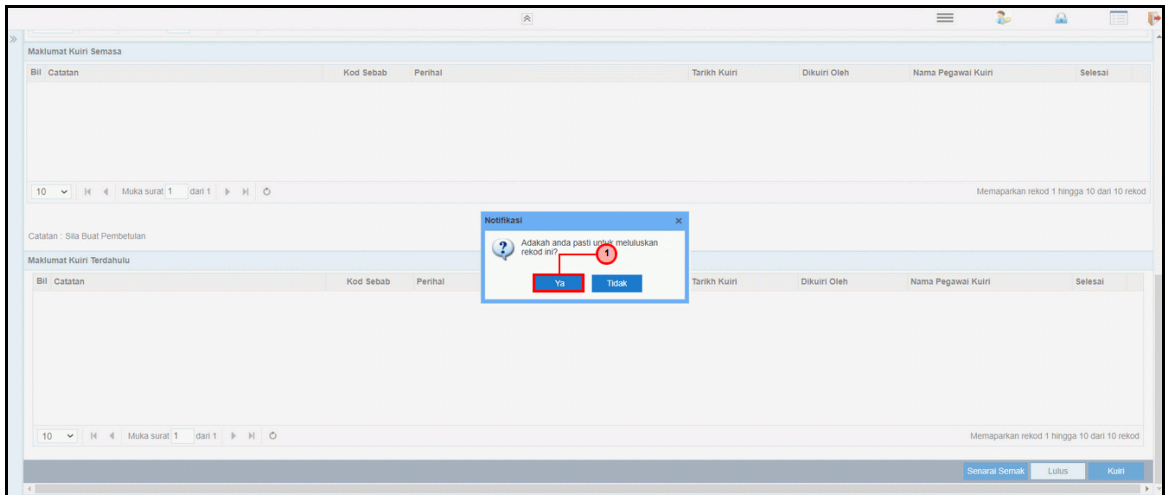 Maklumat Kuiri Semasa
Bil Catatan Kod Sebab Perihal Tarikh Kuiri Dikuiri Oleh Nama Pegawai Kuiri Selesai
10 Muka surat 1 dari 1 Memaparkan rekod 1 hingga 10 dari 10 rekod
Catatan : Sila Buat Pembetulan
Notifikasi
Adakah anda pasti untuk meluluskan
rekod ini?
1
Ya Tidak
Maklumat Kuiri Terdahulu
Bil Catatan Kod Sebab Perihal Tarikh Kuiri Dikuiri Oleh Nama Pegawai Kuiri Selesai
10 Muka surat 1 dari 1 Memaparkan rekod 1 hingga 10 dari 10 rekod
Senarai Semak Lulus Kuiri